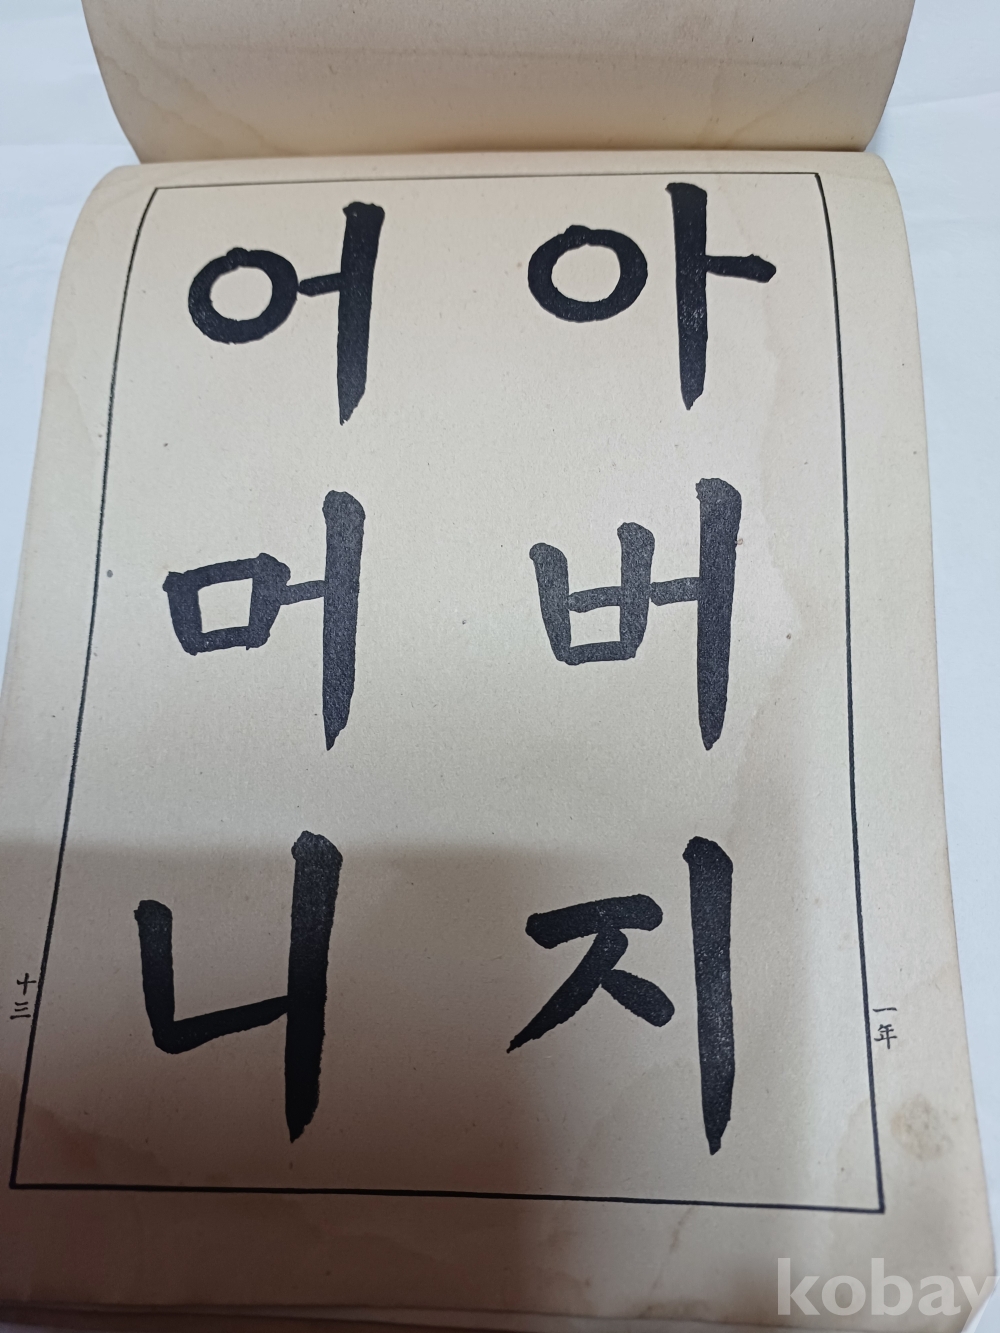 아버지
어머니
一年
十三
kobay